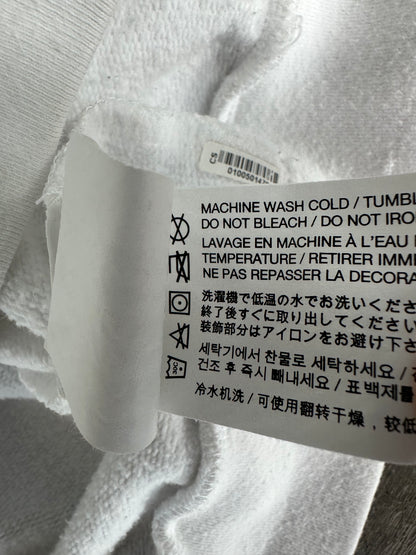 CS
MACHINE WASH COLD / TUMBL
DO NOT BLEACH / DO NOT IRO
LAVAGE EN MACHINE À L'EAU
TEMPERATURE / RETIRER IMME
NE PAS REPASSER LA DECORA
洗濯機で低温の水でお洗いくださ
終了後すぐに取り出してください
装飾部分はアイロンをお避け下さ
세탁기에서 찬물로 세탁하세요 /
건조 후 즉시 빼내세요 / 표백제를
冷水机洗 / 可使用翻转干燥，较低
30C